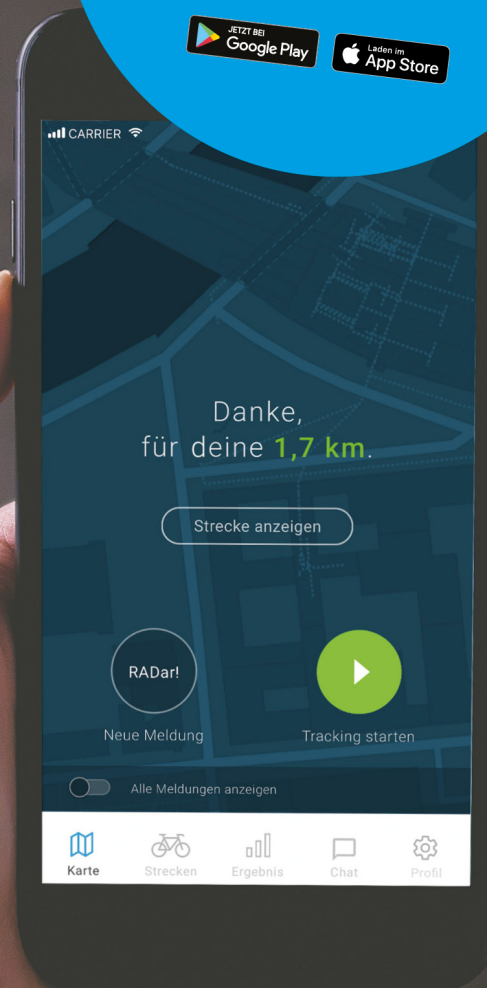 JETZT BEI
Google Play
Laden im
App Store
CARRIER
Danke,
für deine 1,7 km.
Strecke anzeigen
RADar!
Neue Meldung
Tracking starten
Alle Meldungen anzeigen
Karte
Strecken
Ergebnis
Chat
Profil